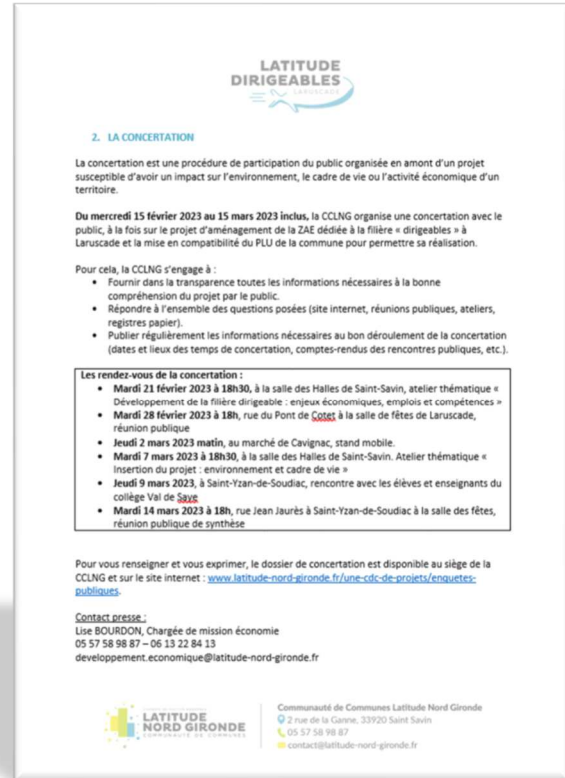 LATITUDE
DIRIGEABLES
LARUSCADE
2. LA CONCERTATION
La concertation est une procédure de participation du public organisée en amont d'un projet
susceptible d'avoir un impact sur l'environnement, le cadre de vie ou l'activité économique d'un
territoire.
Du mercredi 15 février 2023 au 15 mars 2023 inclus, la CCLNG organise une concertation avec le
public, à la fois sur le projet d'aménagement de la ZAE dédiée à la filière « dirigeables » à
Laruscade et la mise en compatibilité du PLU de la commune pour permettre sa réalisation.
Pour cela, la CCLNG s'engage à :
• Fournir dans la transparence toutes les informations nécessaires à la bonne
compréhension du projet par le public.
• Répondre à l'ensemble des questions posées (site internet, réunions publiques, ateliers,
registres papier).
• Publier régulièrement les informations nécessaires au bon déroulement de la concertation
(dates et lieux des temps de concertation, comptes-rendus des rencontres publiques, etc.).
Les rendez-vous de la concertation :
• Mardi 21 février 2023 à 18h30, à la salle des Halles de Saint-Savin, atelier thématique «
Développement de la filière dirigeable : enjeux économiques, emplois et compétences »
• Mardi 28 février 2023 à 18h, rue du Pont de Cotet à la salle de fêtes de Laruscade,
réunion publique
• Jeudi 2 mars 2023 matin, au marché de Cavignac, stand mobile.
• Mardi 7 mars 2023 à 18h30, à la salle des Halles de Saint-Savin. Atelier thématique «
Insertion du projet : environnement et cadre de vie »
• Jeudi 9 mars 2023, à Saint-Yzan-de-Soudiac, rencontre avec les élèves et enseignants du
collège Val de Saye
• Mardi 14 mars 2023 à 18h, rue Jean Jaurès à Saint-Yzan-de-Soudiac à la salle des fêtes,
réunion publique de synthèse
Pour vous renseigner et vous exprimer, le dossier de concertation est disponible au siège de la
CCLNG et sur le site internet : www.latitude-nord-gironde.fr/une-cdc-de-projets/enquetes-
publiques.
Contact presse :
Lise BOURDON, Chargée de mission économie
05 57 58 98 87 – 06 13 22 84 13
developpement.economique@latitude-nord-gironde.fr
LATITUDE
NORD GIRONDE
COMMUNAUTÉ DE COMMUNES
Communauté de Communes Latitude Nord Gironde
2 rue de la Ganne, 33920 Saint Savin
05 57 58 98 87
contact@latitude-nord-gironde.fr